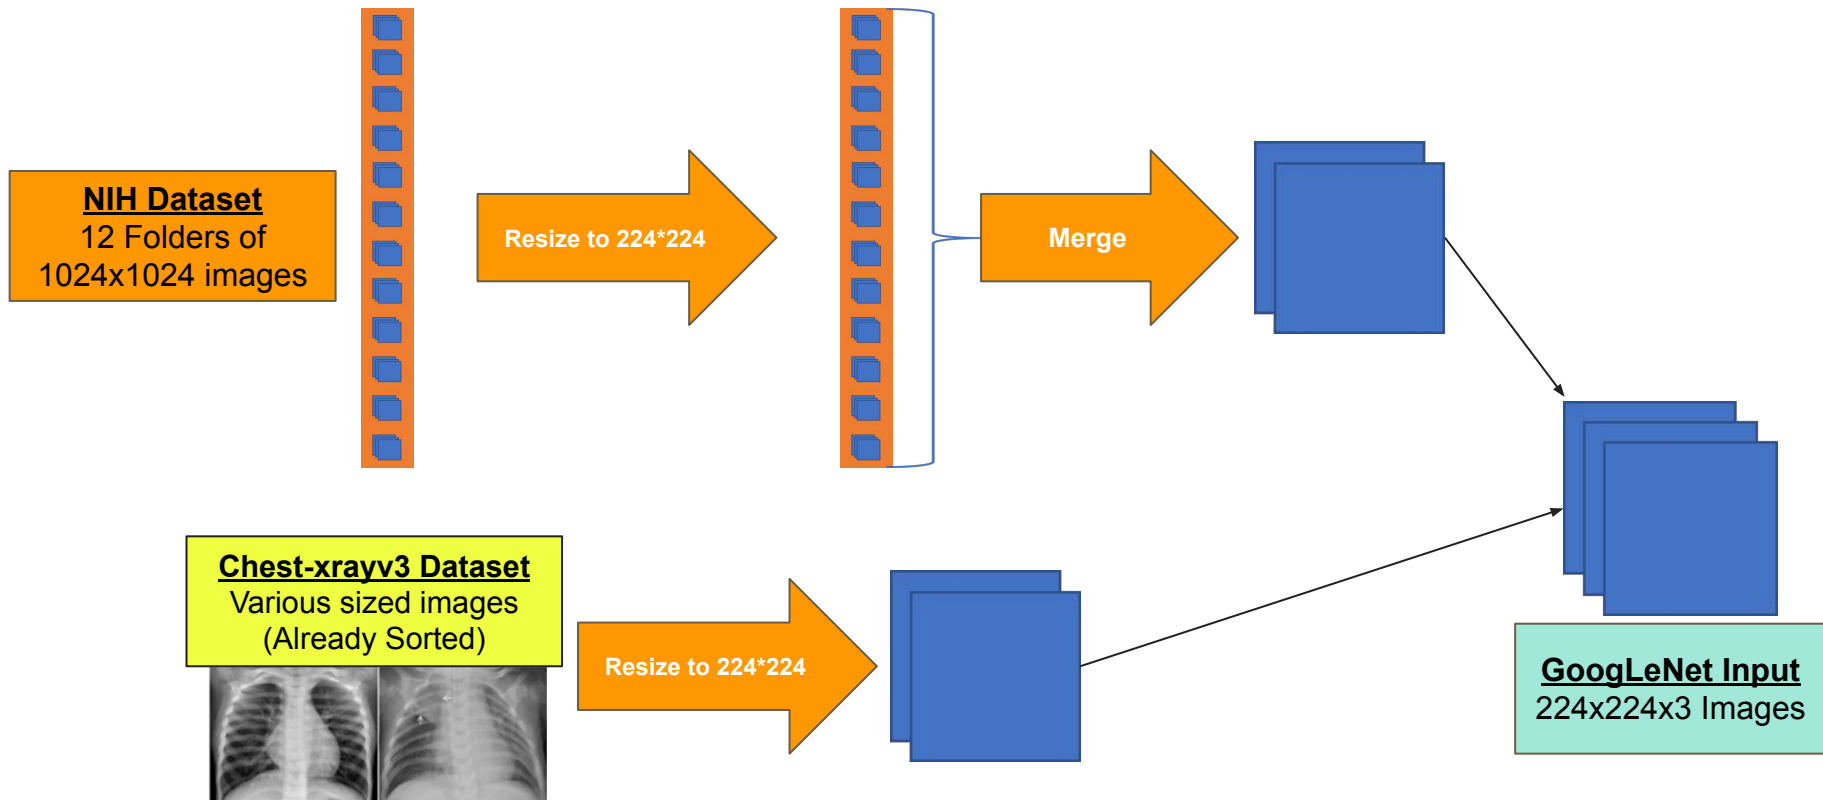 NIH Dataset
12 Folders of
1024x1024 images
Resize to 224*224
Merge
Chest-xrayv3 Dataset
Various sized images
(Already Sorted)
Resize to 224*224
GoogLeNet Input
224x224x3 Images